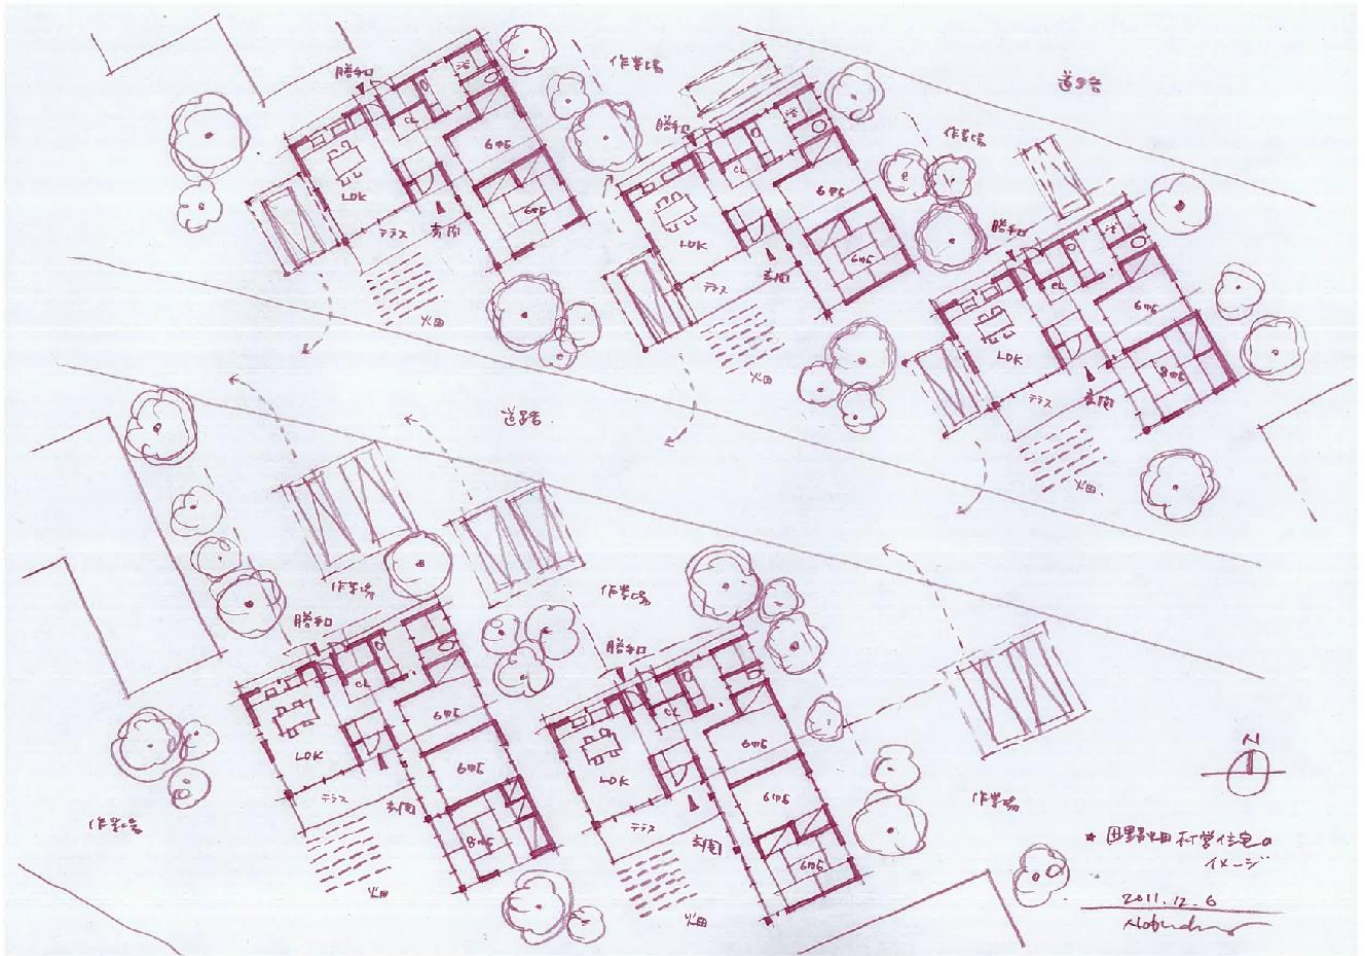 勝手口
浴
CL
6帖
LDK
6帖
テラス
玄関
畑
作業場
勝手口
浴
CL
6帖
LDK
6帖
テラス
玄関
畑
道路
作業場
勝手口
浴
CL
6帖
LDK
8帖
テラス
玄関
畑
道路
作業場
勝手口
CL
6帖
LDK
6帖
テラス
玄関
8帖
畑
作業場
作業場
勝手口
CL
6帖
LDK
6帖
テラス
玄関
6帖
畑
作業場
N
★ 田野畑村営住宅の
イメージ
2011.12.6